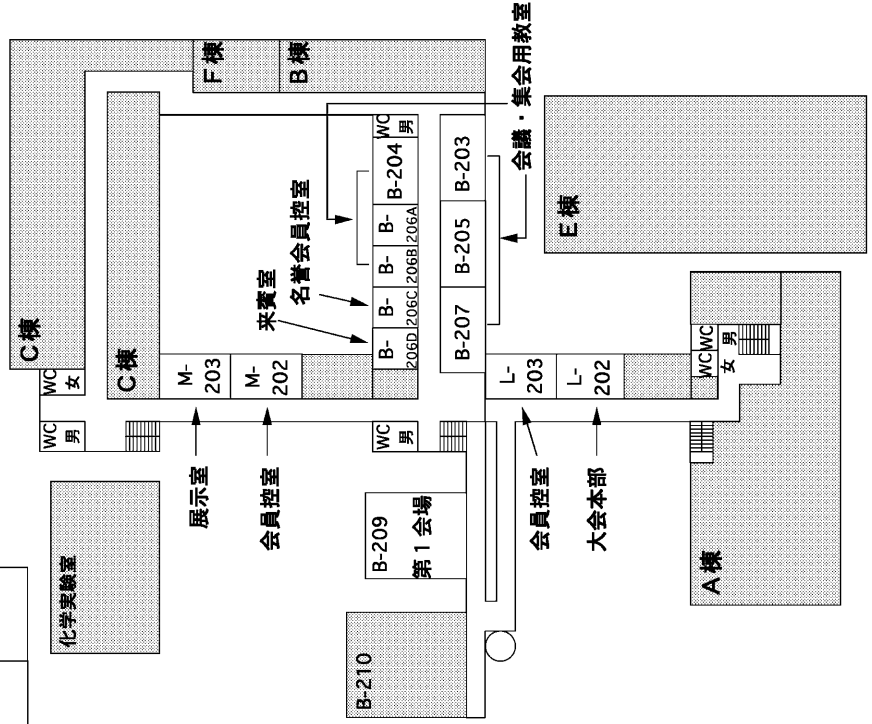 C棟
F棟
B棟
C棟
WC
女
WC
男
M-
203
M-
202
展示室
会員控室
化学実験室
来賓室
名誉会員控室
WC
男
B-204
B-
206A
B-
206B
B-
206C
B-
206D
B-203
B-205
B-207
会議・集会用教室
E棟
WC
男
B-209
第1会場
B-210
L-
203
L-
202
会員控室
大会本部
WC
女
WC
男
A棟